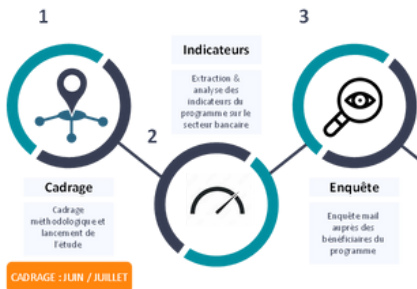 1
Cadrage
Cadrage
méthodologique et
lancement de
l'étude
CADRAGE : JUIN / JUILLET
2
Indicateurs
Extraction &
analyse des
indicateurs du
programme sur le
secteur bancaire
3
Enquête
Enquête mail
auprès des
bénéficiaires du
programme